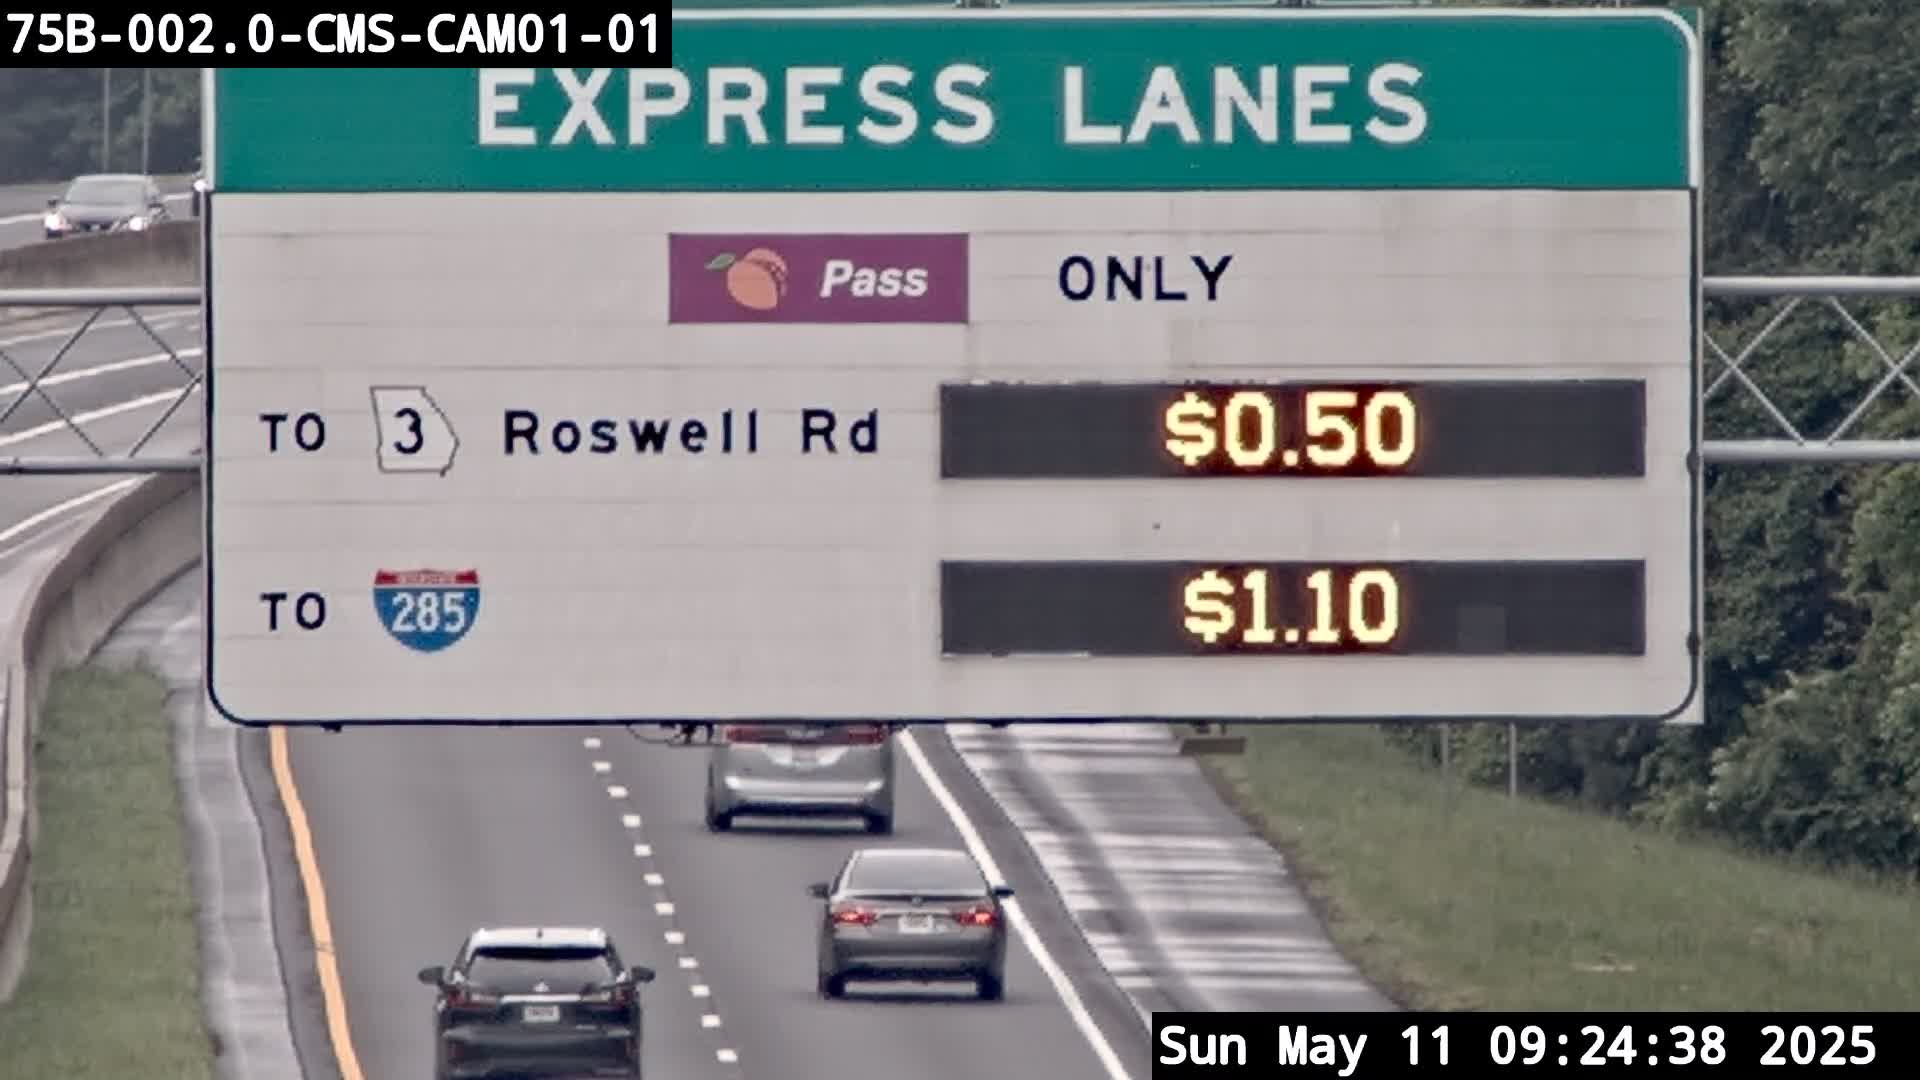 75B-002.0-CMS-CAM01-01
EXPRESS LANES
Pass ONLY
TO 3 Roswell Rd $0.50
TO 285 $1.10
Sun May 11 09:24:38 2025